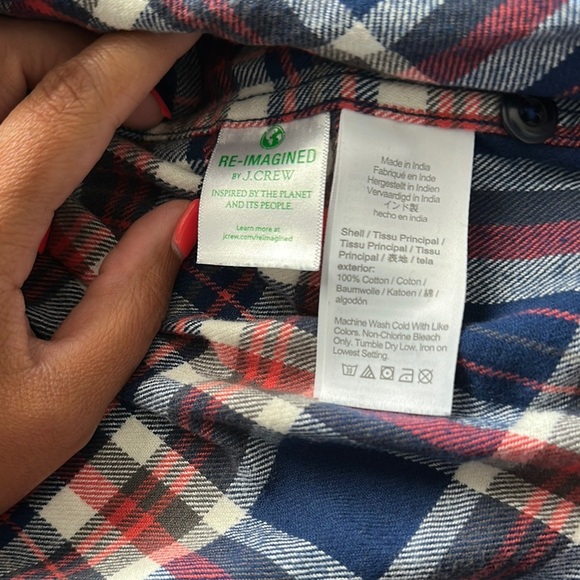 RE-IMAGINED
BY J.CREW
INSPIRED BY THE PLANET
AND ITS PEOPLE.
Learn more at
jcrew.com/reimagined
Made in India
Fabriqué en Inde
Hergestellt in Indien
Vervaardigd in India
インド製
hecho en india
Shell / Tissu Principal /
Tissu Principal / Tissu
Principal / 表地 / tela
exterior:
100% Cotton / Coton /
Baumwolle / Katoen / 綿 /
algodón
Machine Wash Cold With Like
Colors. Non-Chlorine Bleach
Only. Tumble Dry Low. Iron on
Lowest Setting.